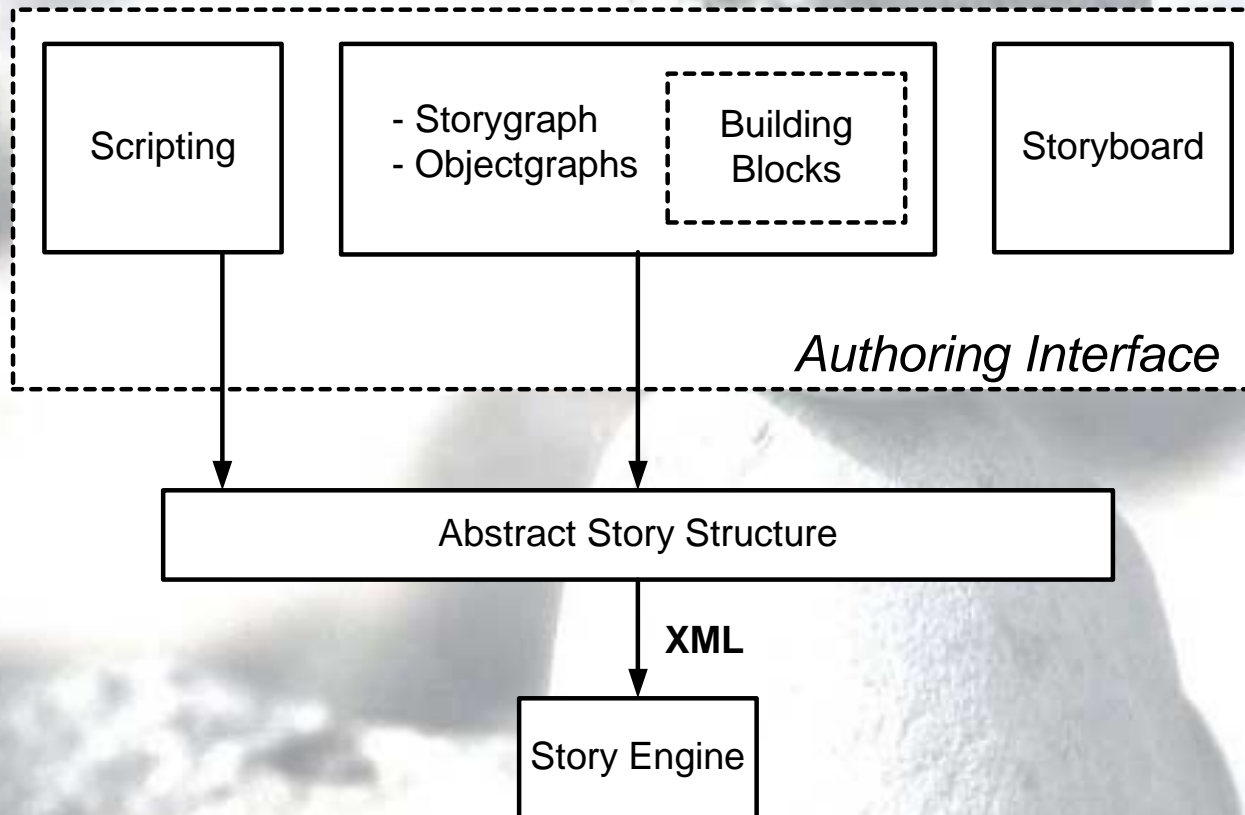 Scripting
- Storygraph
- Objectgraphs
Building
Blocks
Storyboard
Authoring Interface
Abstract Story Structure
XML
Story Engine